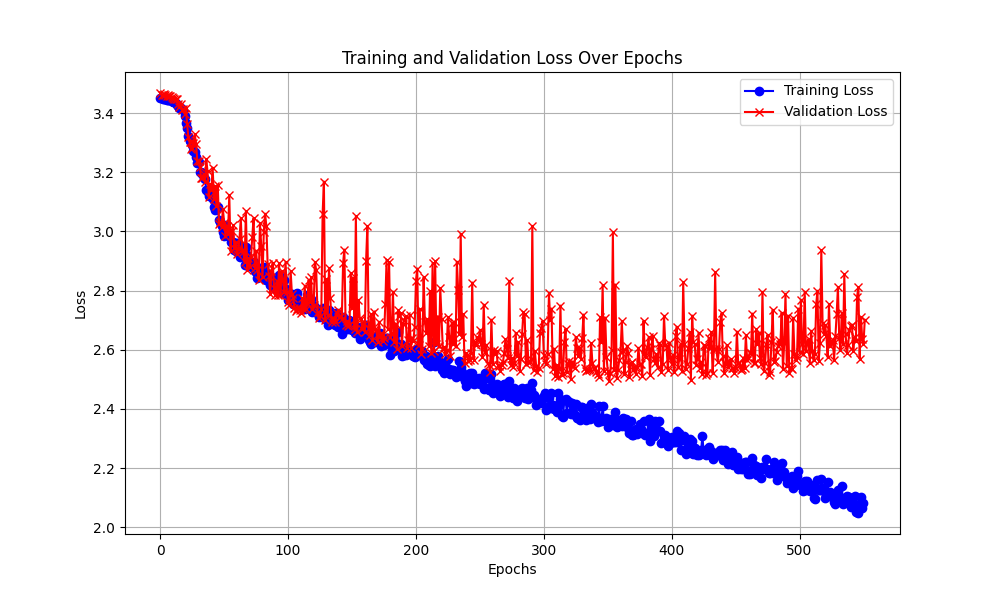 Training and Validation Loss Over Epochs
Training Loss
Validation Loss
3.4
3.2
3.0
2.8
2.6
2.4
2.2
2.0
Loss
0 100 200 300 400 500
Epochs